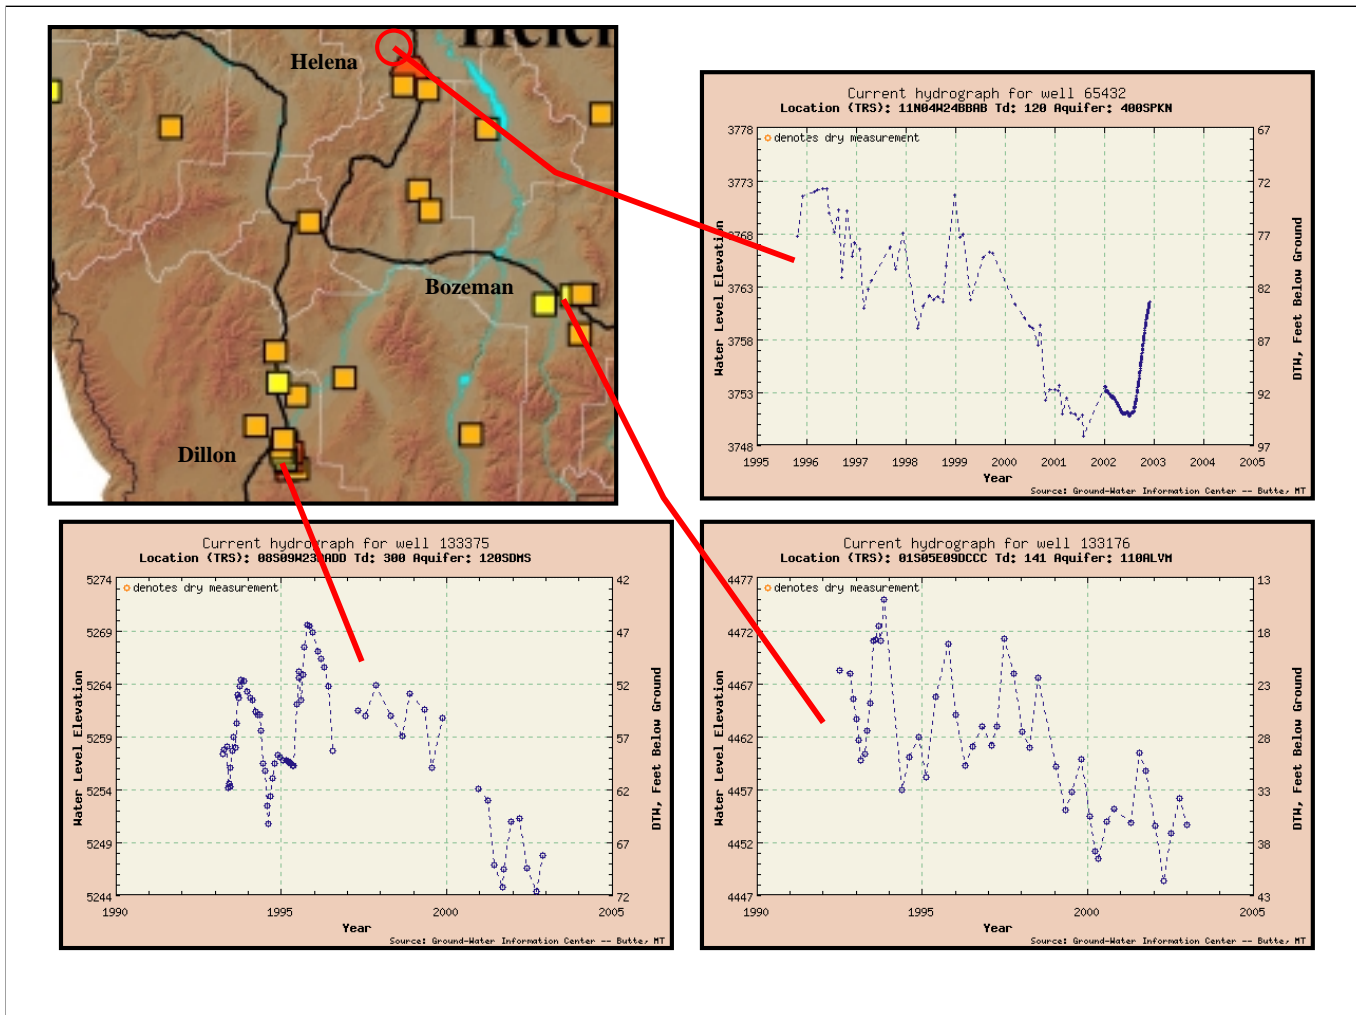 Helen
Helena
Bozeman
Dillon
Current hydrograph for well 65432
Location (TRS): 11N04W24BBAB Td: 120 Aquifer: 400SPKN
denotes dry measurement
3778
3773
3768
3763
3758
3753
3748
67
72
77
82
87
92
97
Water Level Elevation
DTW, Feet Below Ground
1995 1996 1997 1998 1999 2000 2001 2002 2003 2004 2005
Year
Source: Ground-Water Information Center -- Butte, MT
Current hydrograph for well 133375
Location (TRS): 08S09W23DADD Td: 300 Aquifer: 120SDMS
denotes dry measurement
5274
5269
5264
5259
5254
5249
5244
42
47
52
57
62
67
72
Water Level Elevation
DTW, Feet Below Ground
1990 1995 2000 2005
Year
Source: Ground-Water Information Center -- Butte, MT
Current hydrograph for well 133176
Location (TRS): 01S05E09DCCC Td: 141 Aquifer: 110ALVM
denotes dry measurement
4477
4472
4467
4462
4457
4452
4447
13
18
23
28
33
38
43
Water Level Elevation
DTW, Feet Below Ground
1990 1995 2000 2005
Year
Source: Ground-Water Information Center -- Butte, MT